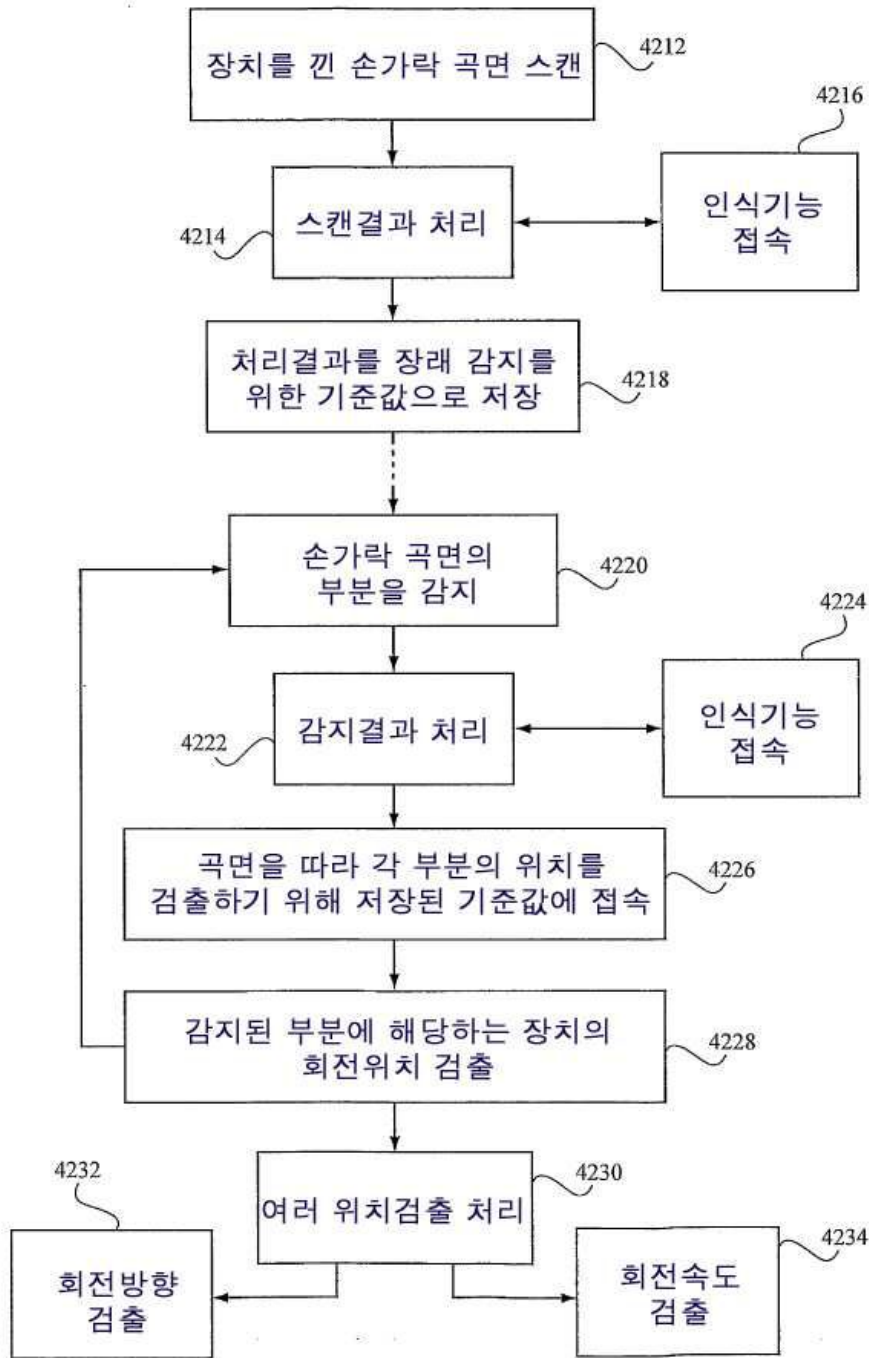 장치를 낀 손가락 곡면 스캔
4212
4216
스캔결과 처리
4214
인식기능
접속
처리결과를 장래 감지를
위한 기준값으로 저장
4218
손가락 곡면의
부분을 감지
4220
4224
감지결과 처리
4222
인식기능
접속
곡면을 따라 각 부분의 위치를
검출하기 위해 저장된 기준값에 접속
4226
감지된 부분에 해당하는 장치의
회전위치 검출
4228
4232
여러 위치검출 처리
4230
4234
회전방향
검출
회전속도
검출